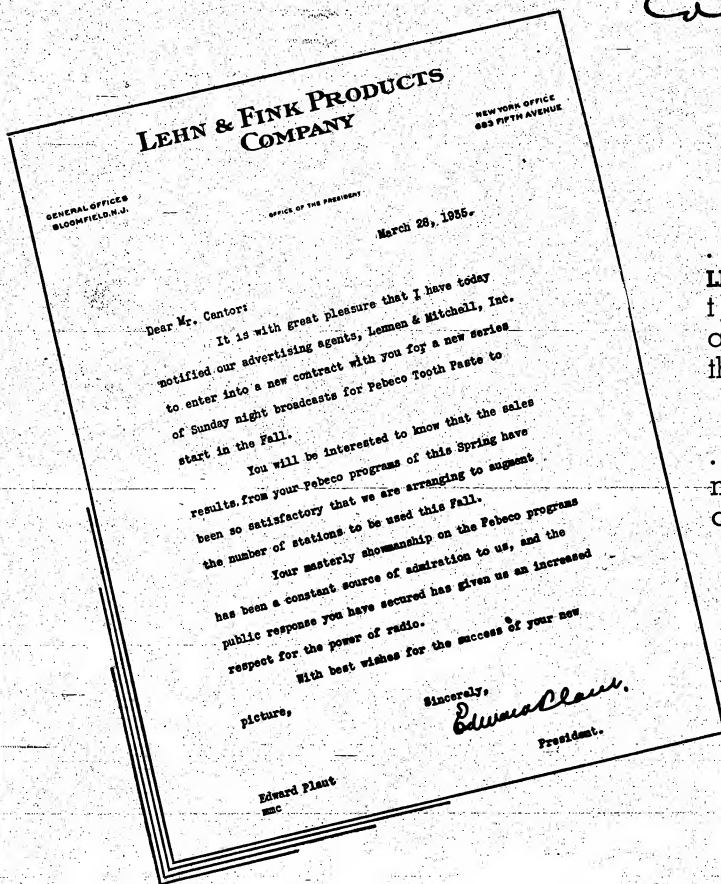 LEHN & FINK PRODUCTS
COMPANY
GENERAL OFFICES
BLOOMFIELD, N.J.
NEW YORK OFFICE
683 FIFTH AVENUE
OFFICE OF THE PRESIDENT
March 28, 1935.
Dear Mr. Cantor:
It is with great pleasure that I have today
notified our advertising agents, Lennen & Mitchell, Inc.
to enter into a new contract with you for a new series
of Sunday night broadcasts for Pebeco Tooth Paste to
start in the Fall.
You will be interested to know that the sales
results from your Pebeco programs of this Spring have
been so satisfactory that we are arranging to augment
the number of stations to be used this Fall.
Your masterly showmanship on the Pebeco programs
has been a constant source of admiration to us, and the
public response you have secured has given us an increased
respect for the power of radio.
With best wishes for the success of your new
picture,
Sincerely,
Edward Plaut.
President.
Edward Plaut
mmc